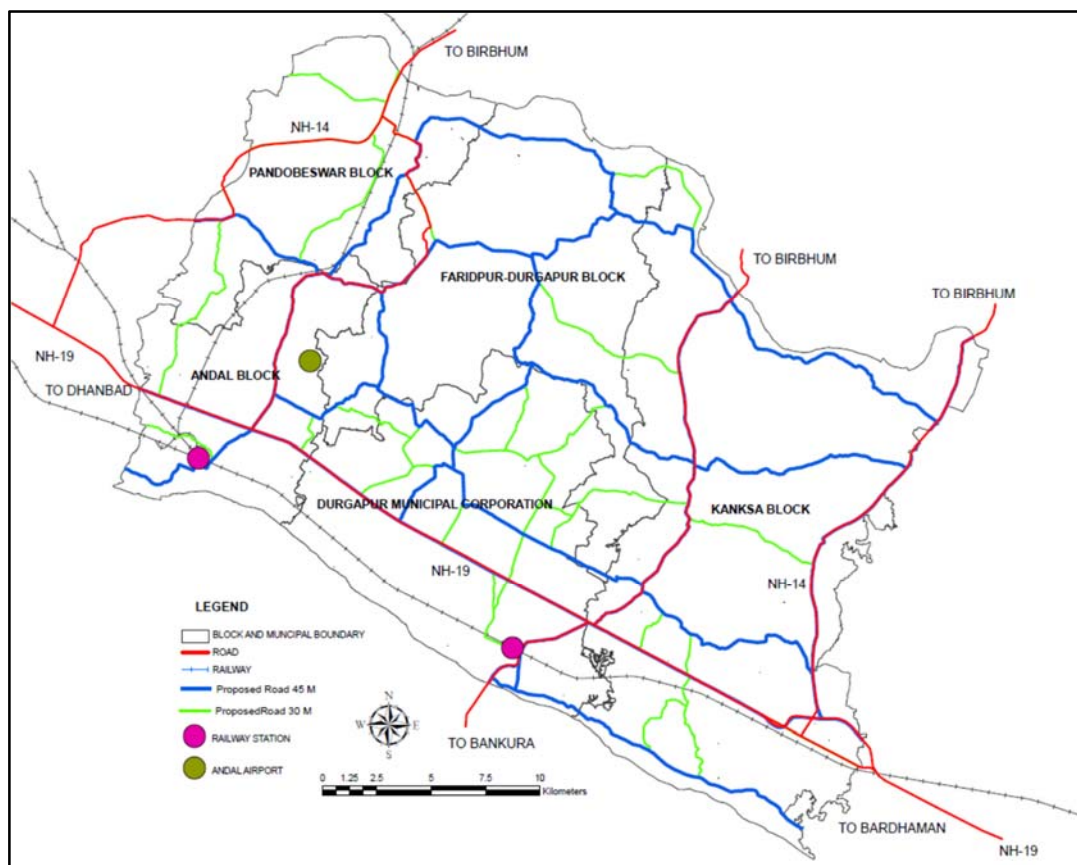 TO BIRBHUM
NH-14
PANDOBESWAR BLOCK
TO BIRBHUM
FARIDPUR-DURGAPUR BLOCK
TO BIRBHUM
NH-19
ANDAL BLOCK
TO DHANBAD
DURGAPUR MUNICIPAL CORPORATION
KANKSA BLOCK
NH-19
NH-14
LEGEND
BLOCK AND MUNCIPAL BOUNDARY
ROAD
RAILWAY
Proposed Road 45 M
ProposedRoad 30 M
RAILWAY STATION
ANDAL AIRPORT
N
W E
S
TO BANKURA
0 1.25 2.5 5 7.5 10
Kilometers
TO BARDHAMAN
NH-19